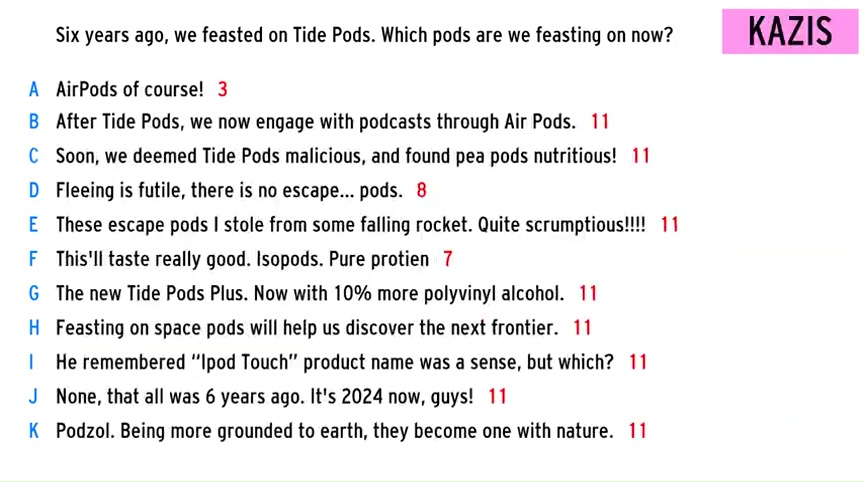 Six years ago, we feasted on Tide Pods. Which pods are we feasting on now?
KAZIS
A AirPods of course! 3
B After Tide Pods, we now engage with podcasts through Air Pods. 11
C Soon, we deemed Tide Pods malicious, and found pea pods nutritious! 11
D Fleeing is futile, there is no escape... pods. 8
E These escape pods I stole from some falling rocket. Quite scrumptious!!!! 11
F This'll taste really good. Isopods. Pure protien 7
G The new Tide Pods Plus. Now with 10% more polyvinyl alcohol. 11
H Feasting on space pods will help us discover the next frontier. 11
I He remembered “Ipod Touch” product name was a sense, but which? 11
J None, that all was 6 years ago. It's 2024 now, guys! 11
K Podzol. Being more grounded to earth, they become one with nature. 11